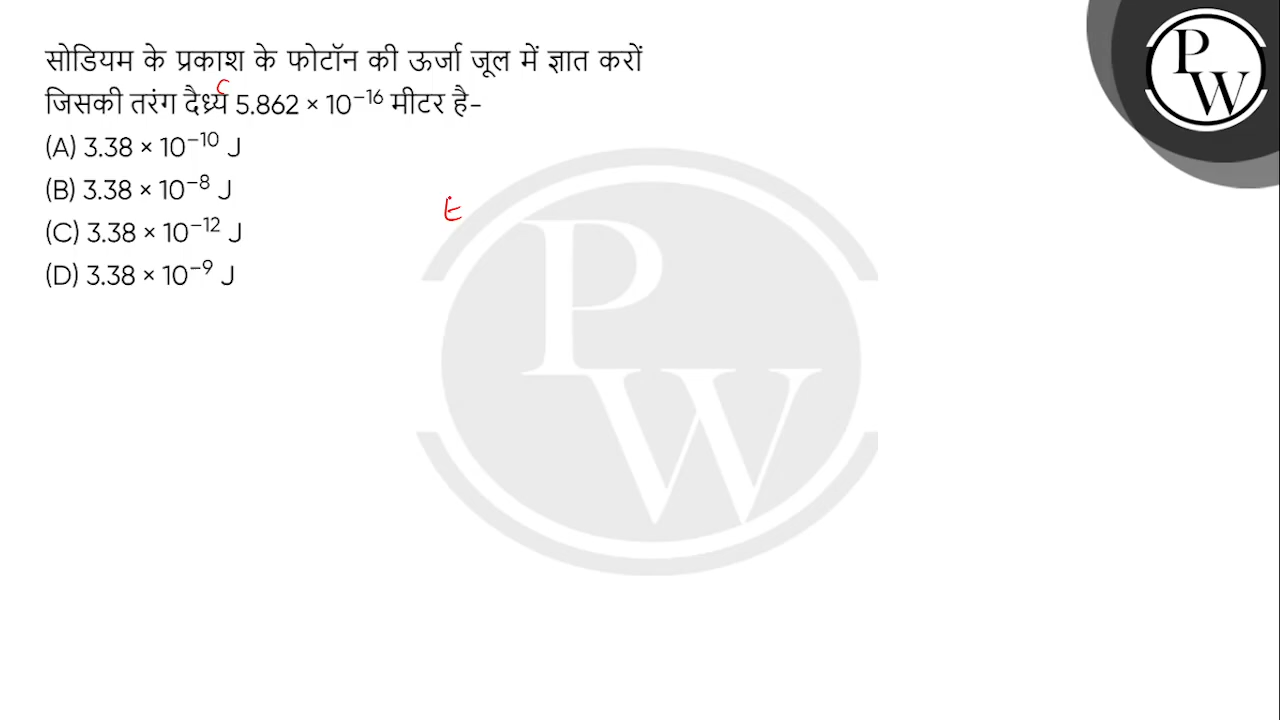 सोडियम के प्रकाश के फोटॉन की ऊर्जा जूल में ज्ञात करों
जिसकी तरंग दैध्र्य 5.862 × 10⁻¹⁶ मीटर है-
(A) 3.38 × 10⁻¹⁰ J
(B) 3.38 × 10⁻⁸ J
(C) 3.38 × 10⁻¹² J
(D) 3.38 × 10⁻⁹ J
E
P
W
P
W